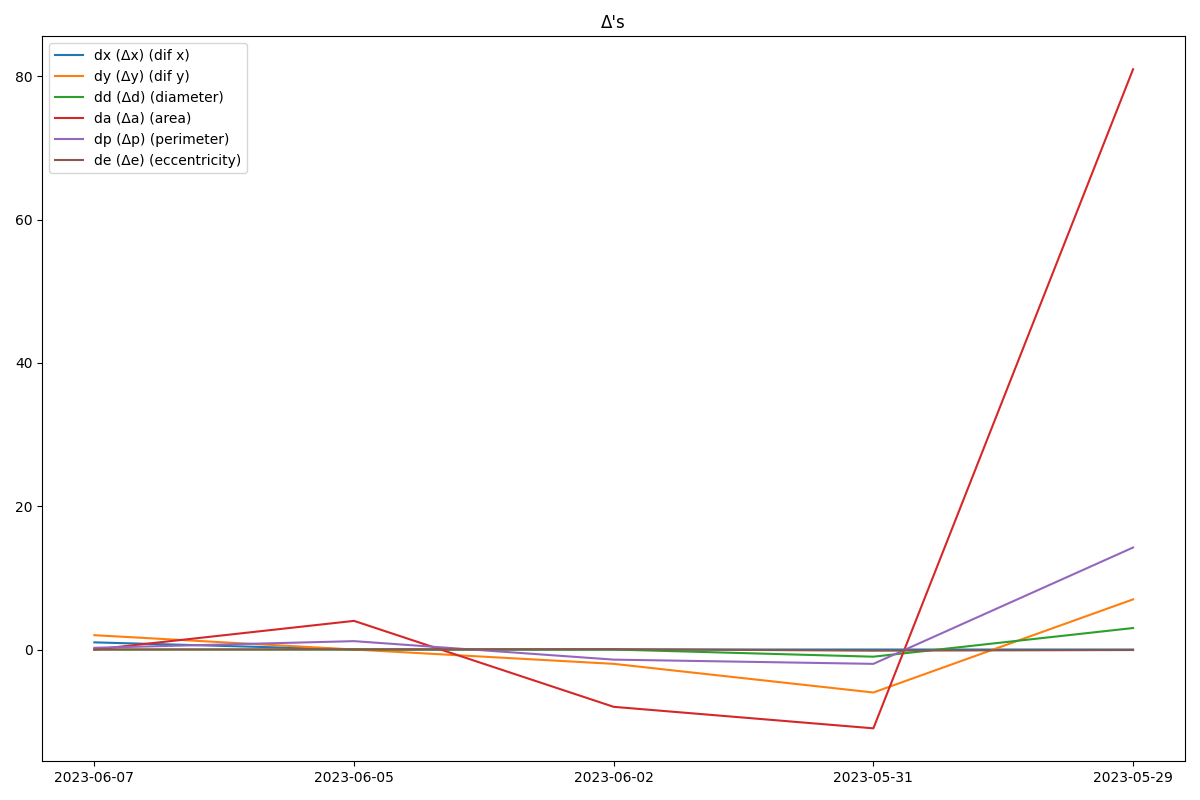 Δ's
dx (Δx) (dif x)
dy (Δy) (dif y)
dd (Δd) (diameter)
da (Δa) (area)
dp (Δp) (perimeter)
de (Δe) (eccentricity)
80
60
40
20
0
2023-06-07 2023-06-05 2023-06-02 2023-05-31 2023-05-29